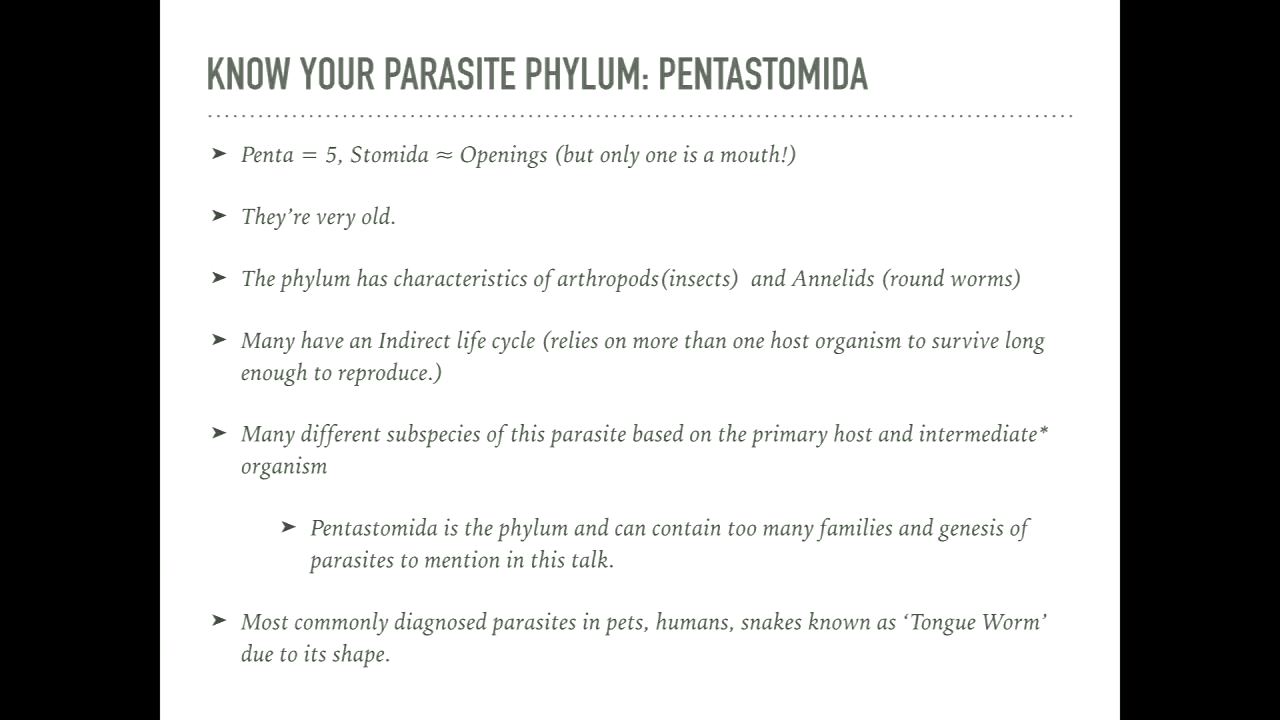 KNOW YOUR PARASITE PHYLUM: PENTASTOMIDA
➤ Penta = 5, Stomida ≈ Openings (but only one is a mouth!)
➤ They’re very old.
➤ The phylum has characteristics of arthropods(insects)  and Annelids (round worms)
➤ Many have an Indirect life cycle (relies on more than one host organism to survive long
enough to reproduce.)
➤ Many different subspecies of this parasite based on the primary host and intermediate*
organism
➤ Pentastomida is the phylum and can contain too many families and genesis of
parasites to mention in this talk.
➤ Most commonly diagnosed parasites in pets, humans, snakes known as ‘Tongue Worm’
due to its shape.